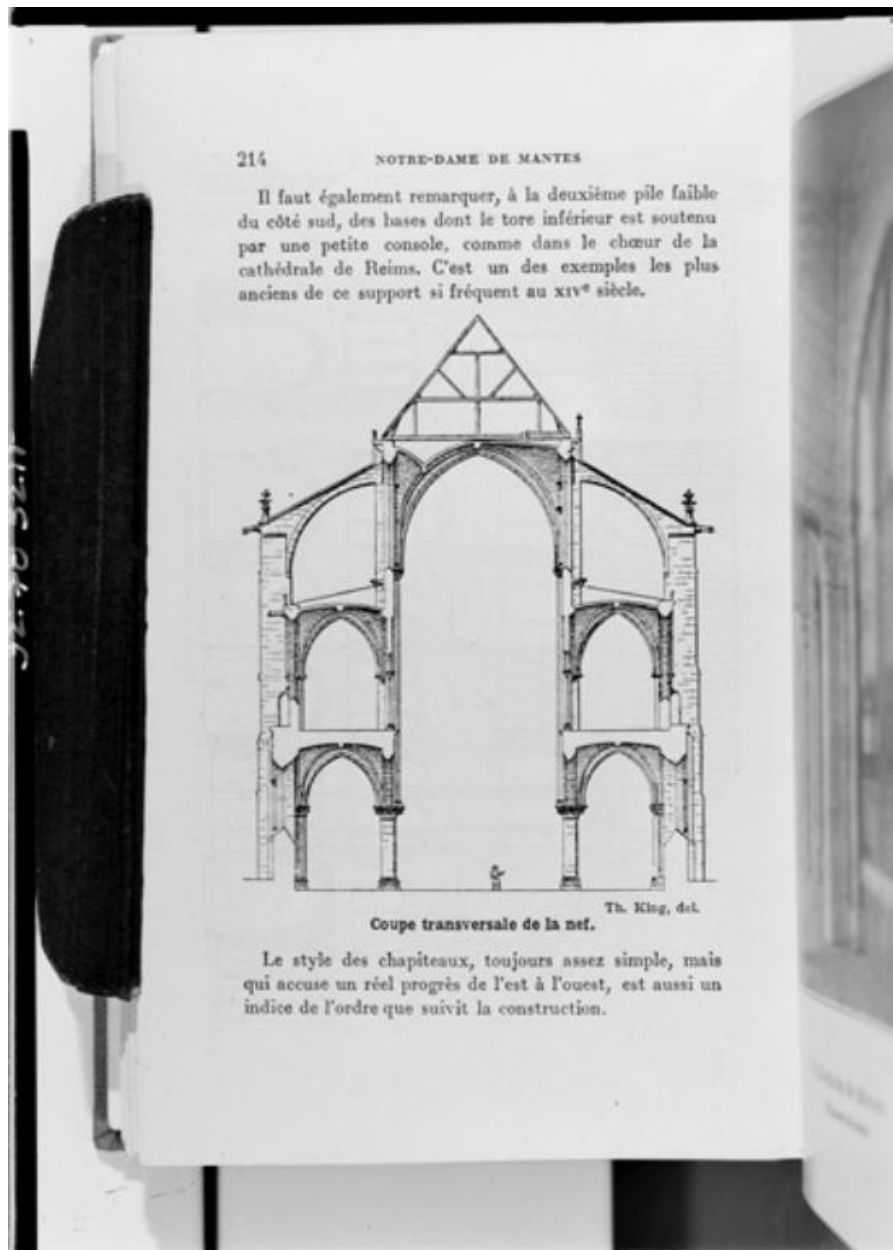 214 NOTRE-DAME DE MANTES
Il faut également remarquer, à la deuxième pile faible
du côté sud, des bases dont le tore inférieur est soutenu
par une petite console, comme dans le chœur de la
cathédrale de Reims. C'est un des exemples les plus
anciens de ce support si fréquent au XIVe siècle.
Th. King, del.
Coupe transversale de la nef.
Le style des chapiteaux, toujours assez simple, mais
qui accuse un réel progrès de l'est à l'ouest, est aussi un
indice de l'ordre que suivit la construction.